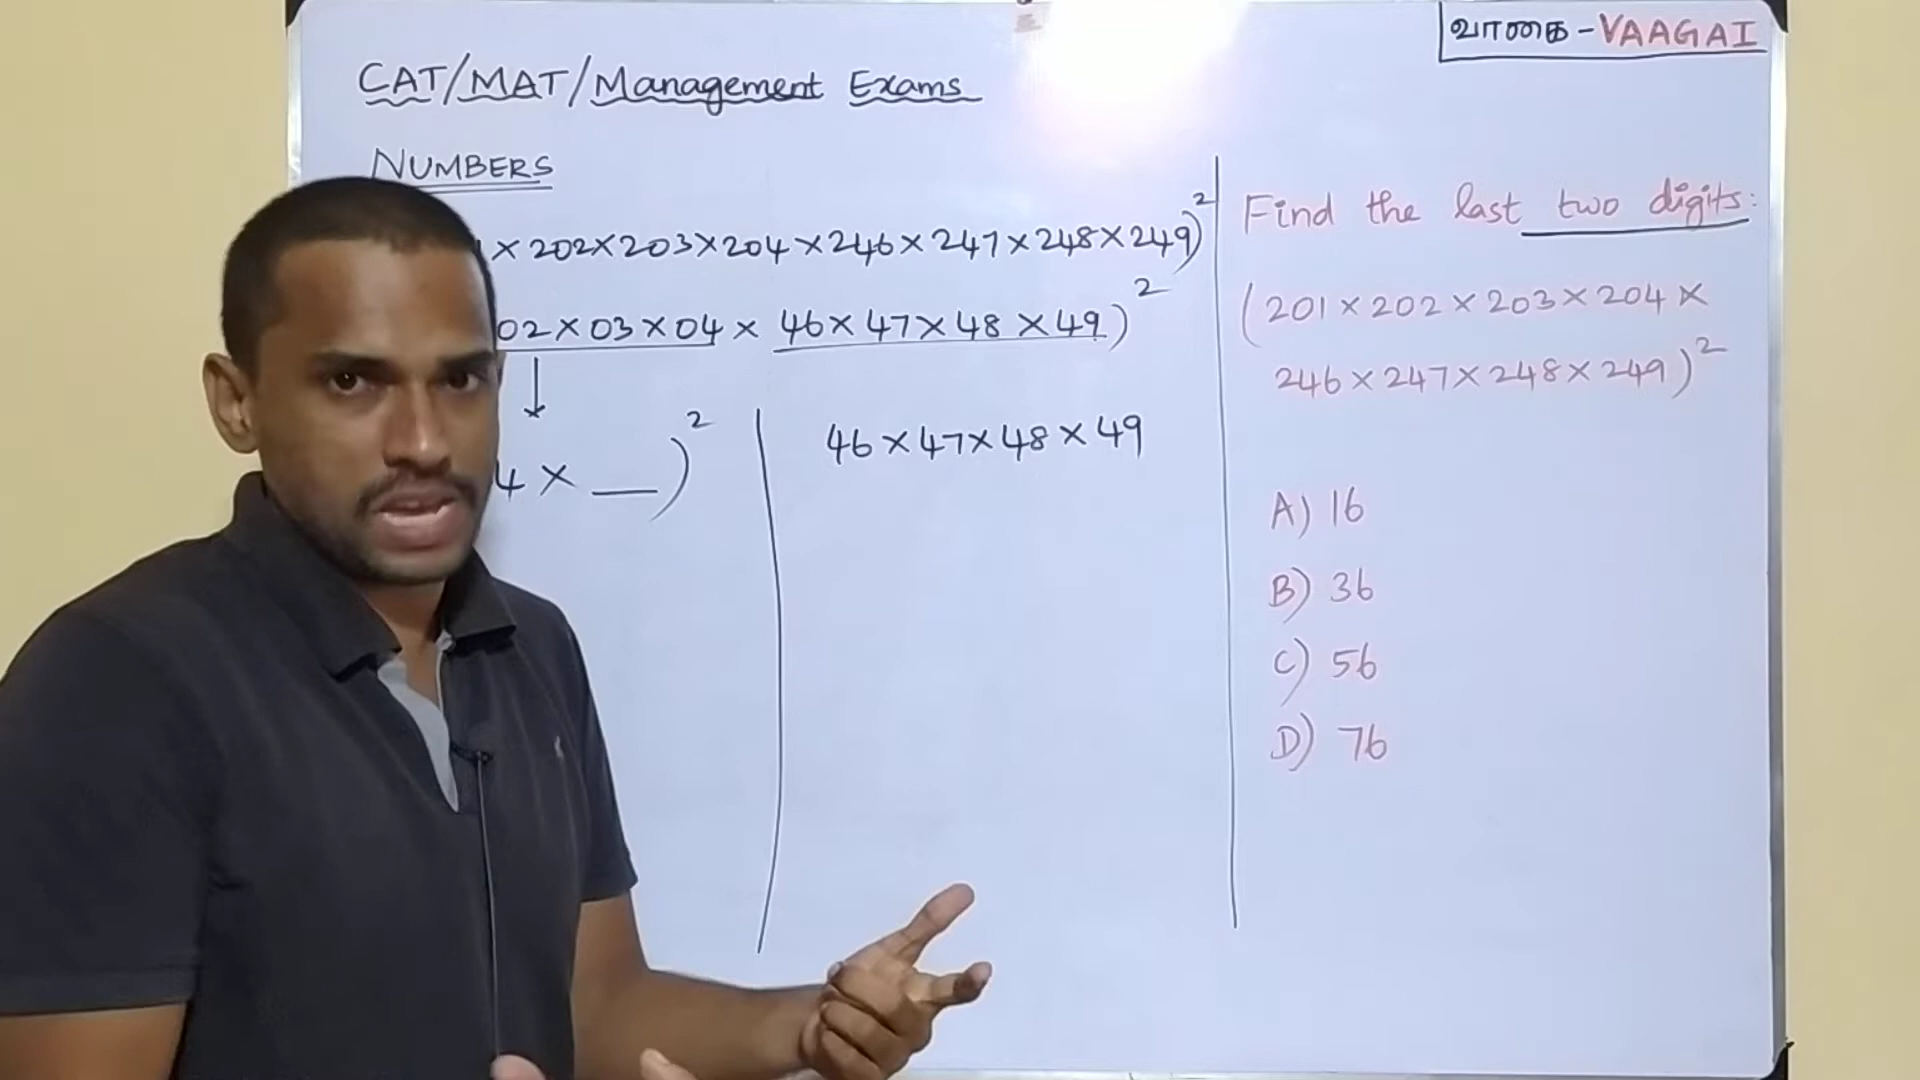 வாகை - VAAGAI
CAT/MAT/Management Exams
NUMBERS
× 202 × 203 × 204 × 246 × 247 × 248 × 249)²
02 × 03 × 04 × 46 × 47 × 48 × 49)²
4 × __)²
46 × 47 × 48 × 49
Find the last two digits:
(201 × 202 × 203 × 204 ×
246 × 247 × 248 × 249)²
A) 16
B) 36
C) 56
D) 76